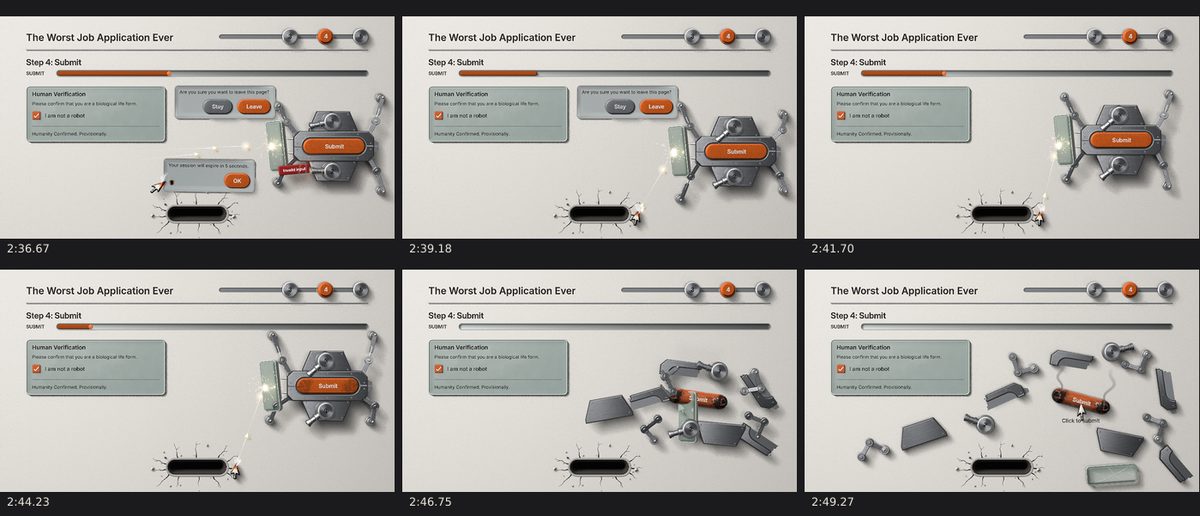 The Worst Job Application Ever
4
Step 4: Submit
SUBMIT
Human Verification
Please confirm that you are a biological life form.
I am not a robot
Humanity Confirmed. Provisionally.
Are you sure you want to leave this page?
Stay
Leave
Submit
Your session will expire in 5 seconds.
OK
Invalid input
2:36.67
The Worst Job Application Ever
4
Step 4: Submit
SUBMIT
Human Verification
Please confirm that you are a biological life form.
I am not a robot
Humanity Confirmed. Provisionally.
Are you sure you want to leave this page?
Stay
Leave
Submit
2:39.18
The Worst Job Application Ever
4
Step 4: Submit
SUBMIT
Human Verification
Please confirm that you are a biological life form.
I am not a robot
Humanity Confirmed. Provisionally.
Submit
2:41.70
The Worst Job Application Ever
4
Step 4: Submit
SUBMIT
Human Verification
Please confirm that you are a biological life form.
I am not a robot
Humanity Confirmed. Provisionally.
Submit
2:44.23
The Worst Job Application Ever
4
Step 4: Submit
SUBMIT
Human Verification
Please confirm that you are a biological life form.
I am not a robot
Humanity Confirmed. Provisionally.
Submit
2:46.75
The Worst Job Application Ever
4
Step 4: Submit
SUBMIT
Human Verification
Please confirm that you are a biological life form.
I am not a robot
Humanity Confirmed. Provisionally.
Submit
Click to submit
2:49.27